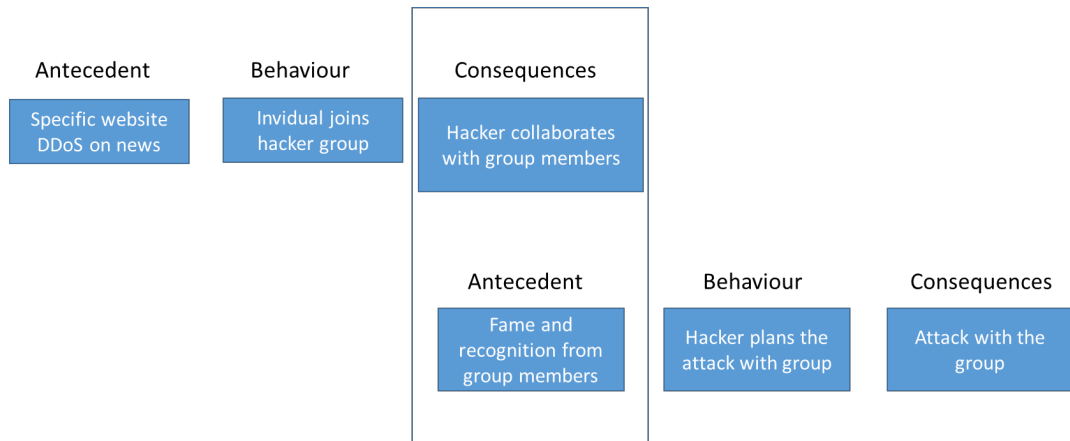 Antecedent
Behaviour
Consequences
Specific website
DDoS on news
Invidual joins
hacker group
Hacker collaborates
with group members
Antecedent
Behaviour
Consequences
Fame and
recognition from
group members
Hacker plans the
attack with group
Attack with the
group